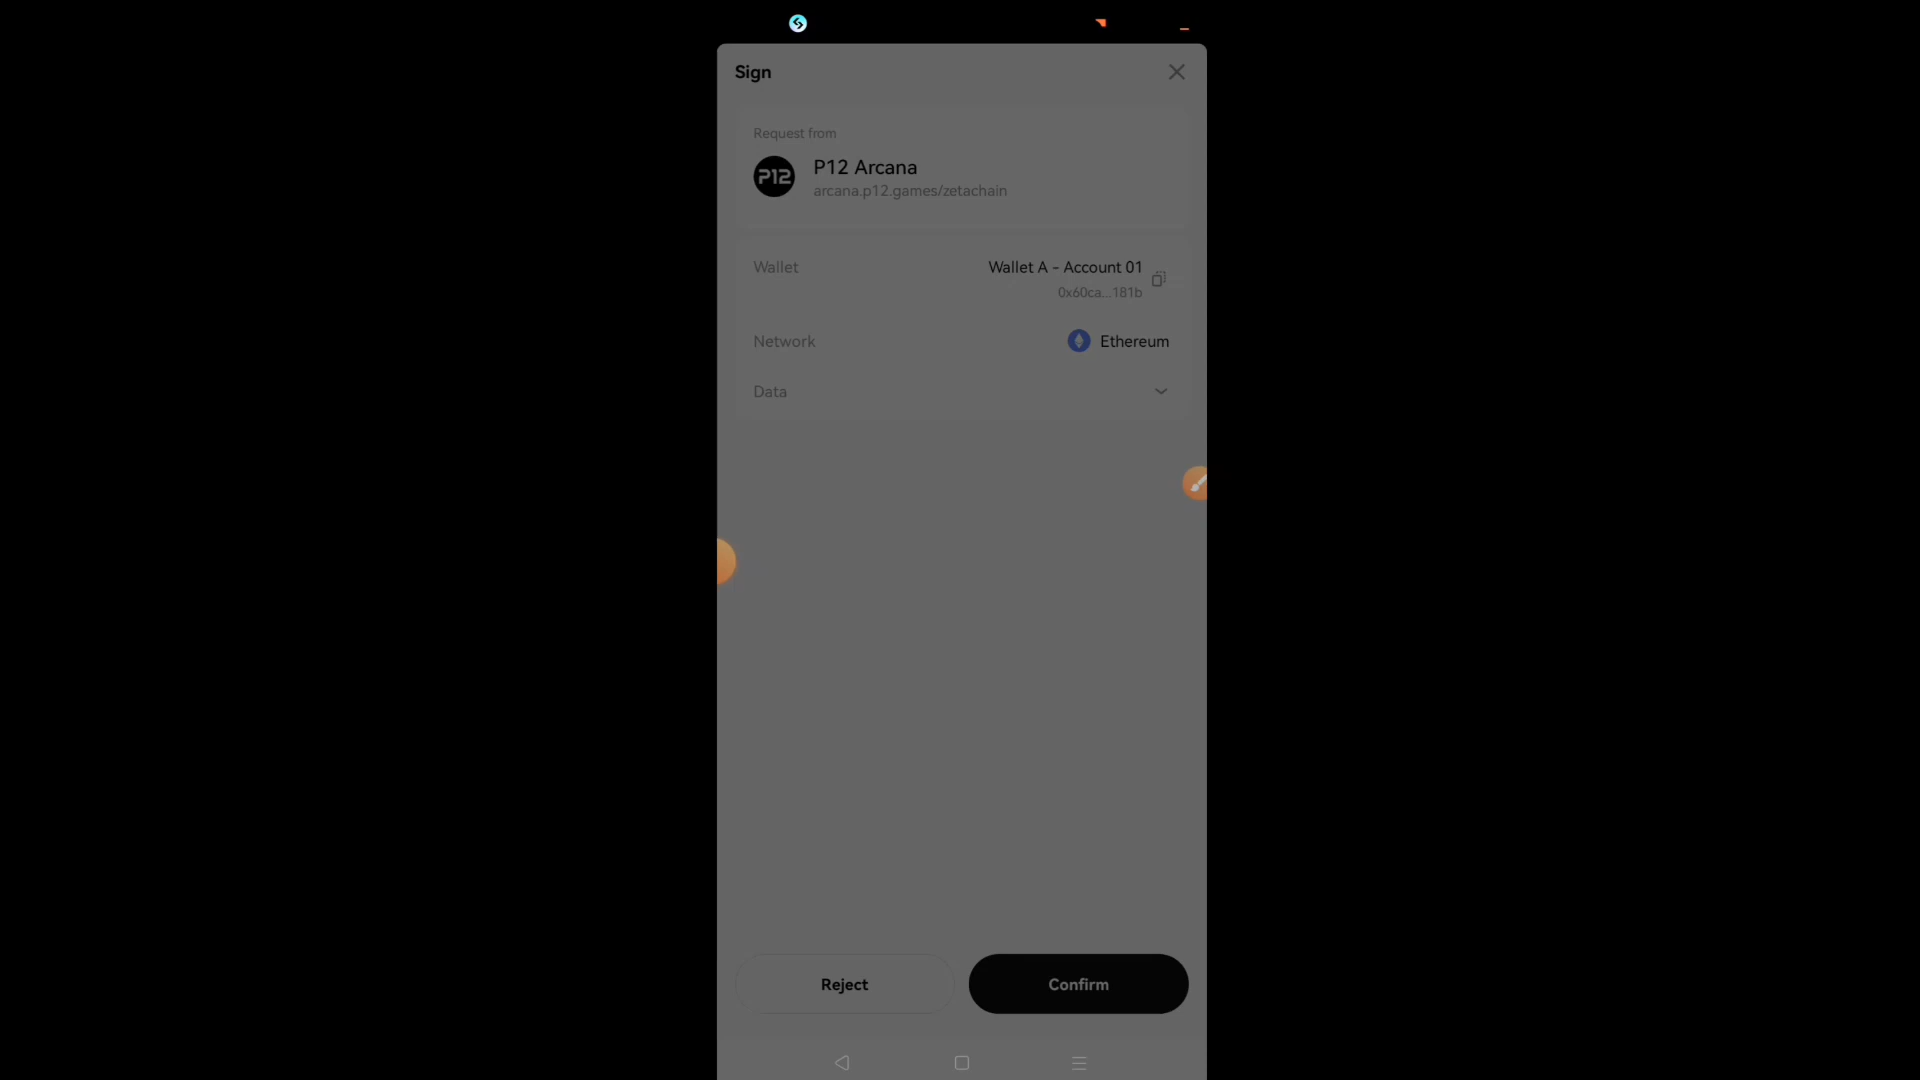 Sign
Request from
P12
P12 Arcana
arcana.p12.games/zetachain
Wallet
Wallet A - Account 01
0x60ca...181b
Network
Ethereum
Data
Reject
Confirm